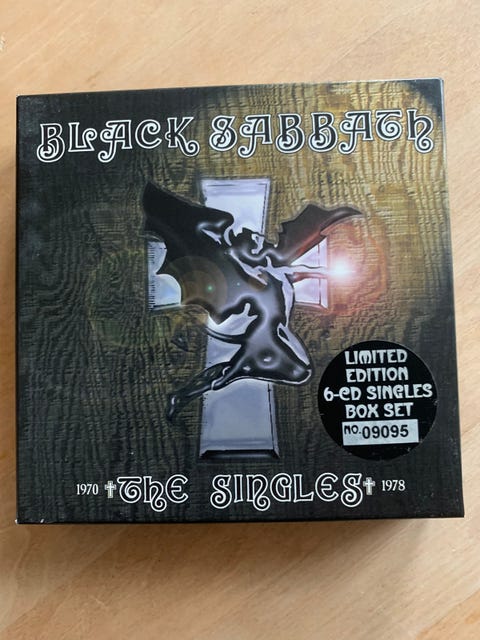 BLACK SABBATH
LIMITED
EDITION
6-CD SINGLES
BOX SET
NO. 09095
1970 ✝THE SINGLES✝ 1978